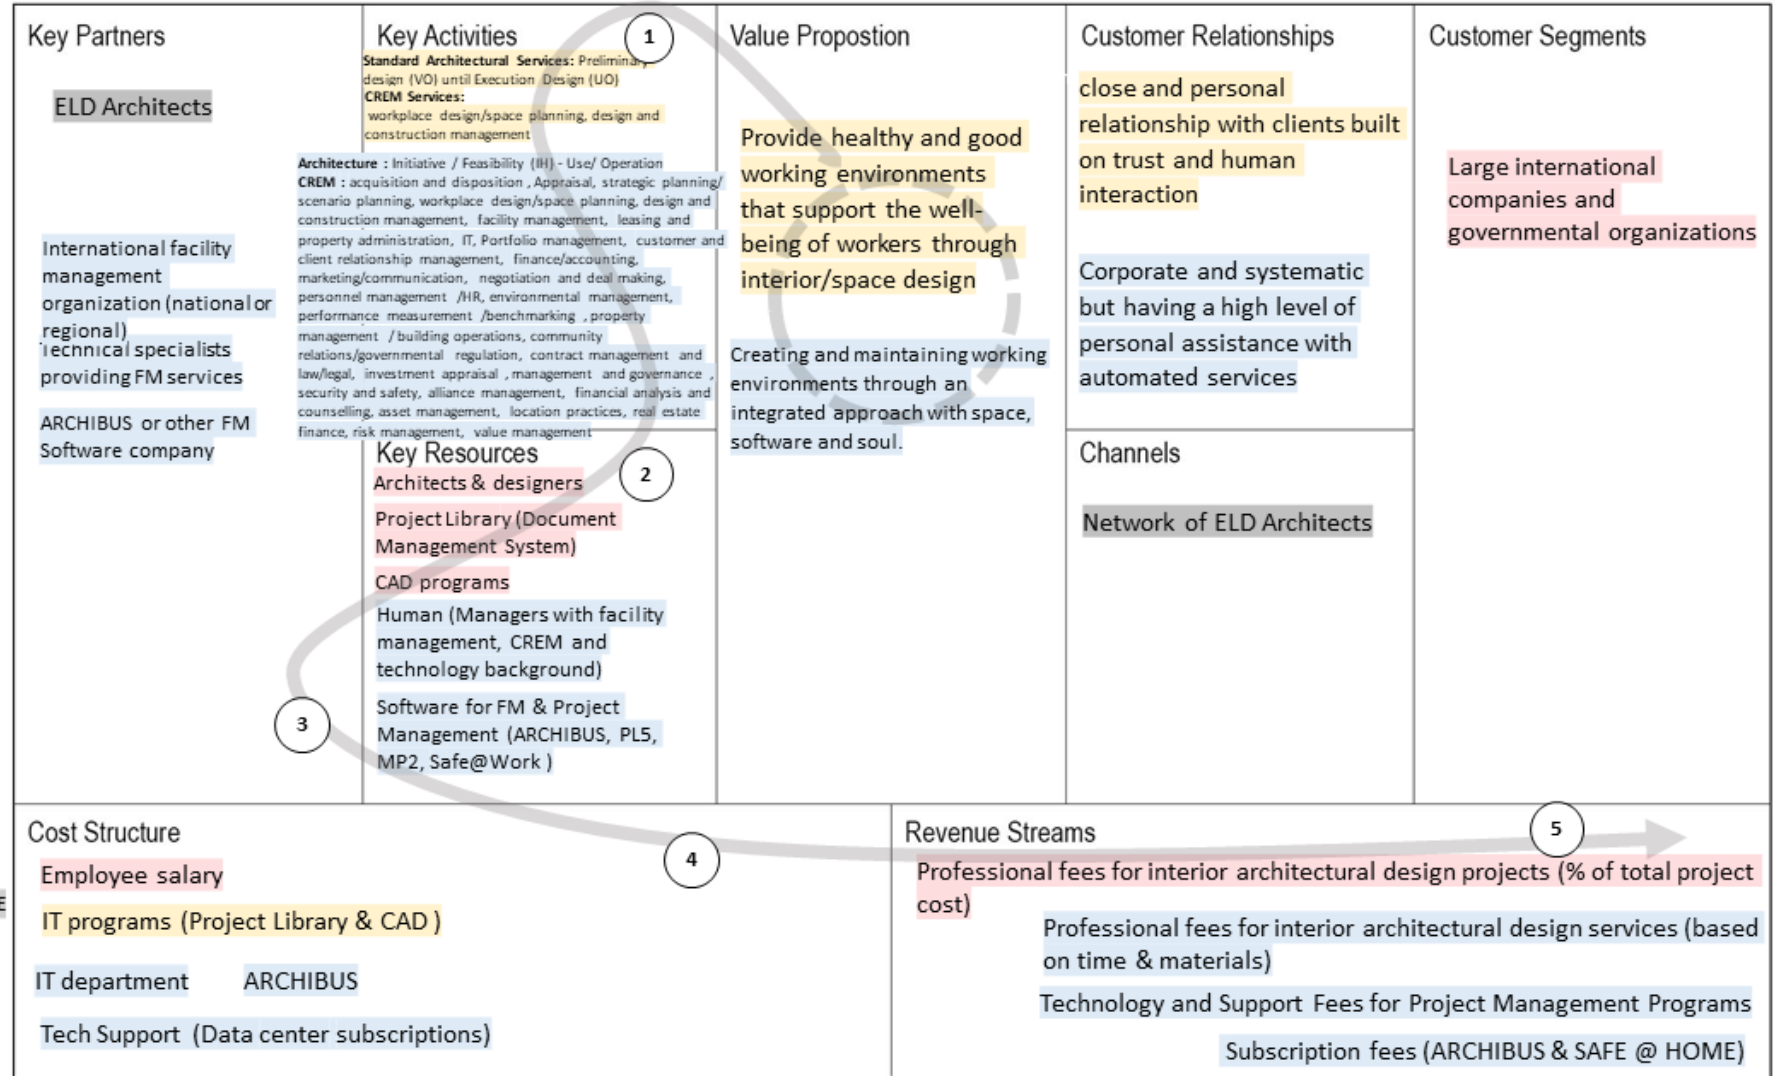 Key Partners
ELD Architects
International facility
management
organization (national or
regional)
Technical specialists
providing FM services
ARCHIBUS or other FM
Software company
Key Activities
1
Standard Architectural Services: Preliminary
design (VO) until Execution Design (UO)
CREM Services:
workplace design/space planning, design and
construction management
Architecture : Initiative / Feasibility (IH) - Use/ Operation
CREM : acquisition and disposition , Appraisal, strategic planning/
scenario planning, workplace design/space planning, design and
construction management, facility management, leasing and
property administration, IT, Portfolio management, customer and
client relationship management, finance/accounting,
marketing/communication, negotiation and deal making,
personnel management /HR, environmental management,
performance measurement /benchmarking , property
management / building operations, community
relations/governmental regulation, contract management and
law/legal, investment appraisal , management and governance ,
security and safety, alliance management, financial analysis and
counselling, asset management, location practices, real estate
finance, risk management, value management
Key Resources
2
Architects & designers
Project Library (Document
Management System)
CAD programs
Human (Managers with facility
management, CREM and
technology background)
Software for FM & Project
Management (ARCHIBUS, PL5,
MP2, Safe@Work )
3
Value Propostion
Provide healthy and good
working environments
that support the well-
being of workers through
interior/space design
Creating and maintaining working
environments through an
integrated approach with space,
software and soul.
Customer Relationships
close and personal
relationship with clients built
on trust and human
interaction
Corporate and systematic
but having a high level of
personal assistance with
automated services
Channels
Network of ELD Architects
Customer Segments
Large international
companies and
governmental organizations
Cost Structure
4
Employee salary
E
IT programs (Project Library & CAD )
IT department ARCHIBUS
Tech Support (Data center subscriptions)
Revenue Streams
5
Professional fees for interior architectural design projects (% of total project
cost)
Professional fees for interior architectural design services (based
on time & materials)
Technology and Support Fees for Project Management Programs
Subscription fees (ARCHIBUS & SAFE @ HOME)